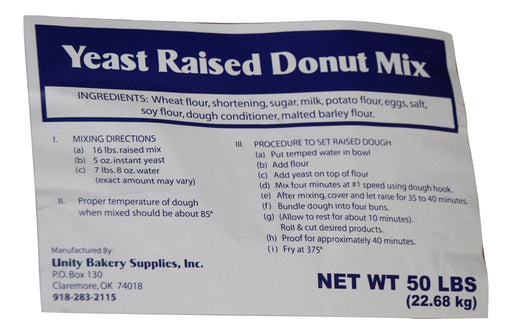 Yeast Raised Donut Mix
INGREDIENTS: Wheat flour, shortening, sugar, milk, potato flour, eggs, salt,
soy flour, dough conditioner, malted barley flour.
I. MIXING DIRECTIONS
(a) 16 lbs. raised mix
(b) 5 oz. instant yeast
(c) 7 lbs. 8 oz. water
(exact amount may vary)
II. Proper temperature of dough
when mixed should be about 85°
III. PROCEDURE TO SET RAISED DOUGH
(a) Put temped water in bowl
(b) Add flour
(c) Add yeast on top of flour
(d) Mix four minutes at #1 speed using dough hook.
(e) After mixing, cover and let raise for 35 to 40 minutes.
(f) Bundle dough into four buns.
(g) (Allow to rest for about 10 minutes).
Roll & cut desired products.
(h) Proof for approximately 40 minutes.
(i) Fry at 375°
Manufactured By:
Unity Bakery Supplies, Inc.
P.O. Box 130
Claremore, OK 74018
918-283-2115
NET WT 50 LBS
(22.68 kg)